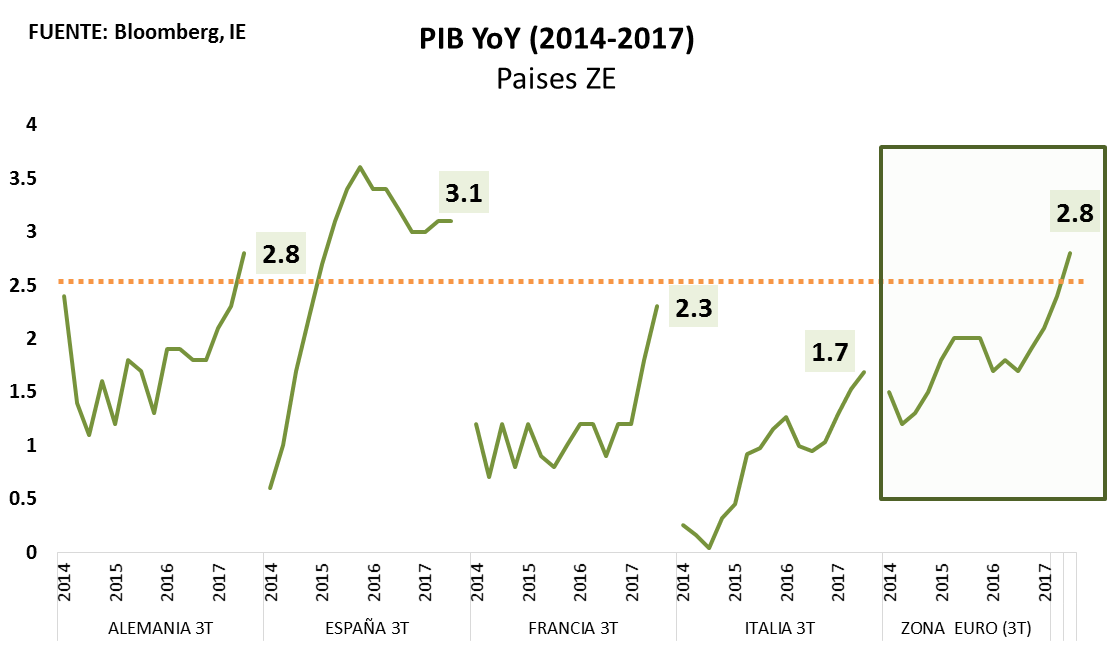 FUENTE: Bloomberg, IE
PIB YoY (2014-2017)
Paises ZE
4
3.5
3
2.5
2
1.5
1
0.5
0
2.8
3.1
2.3
1.7
2.8
2014 2015 2016 2017 2014 2015 2016 2017 2014 2015 2016 2017 2014 2015 2016 2017 2014 2015 2016 2017
ALEMANIA 3T ESPAÑA 3T FRANCIA 3T ITALIA 3T ZONA EURO (3T)